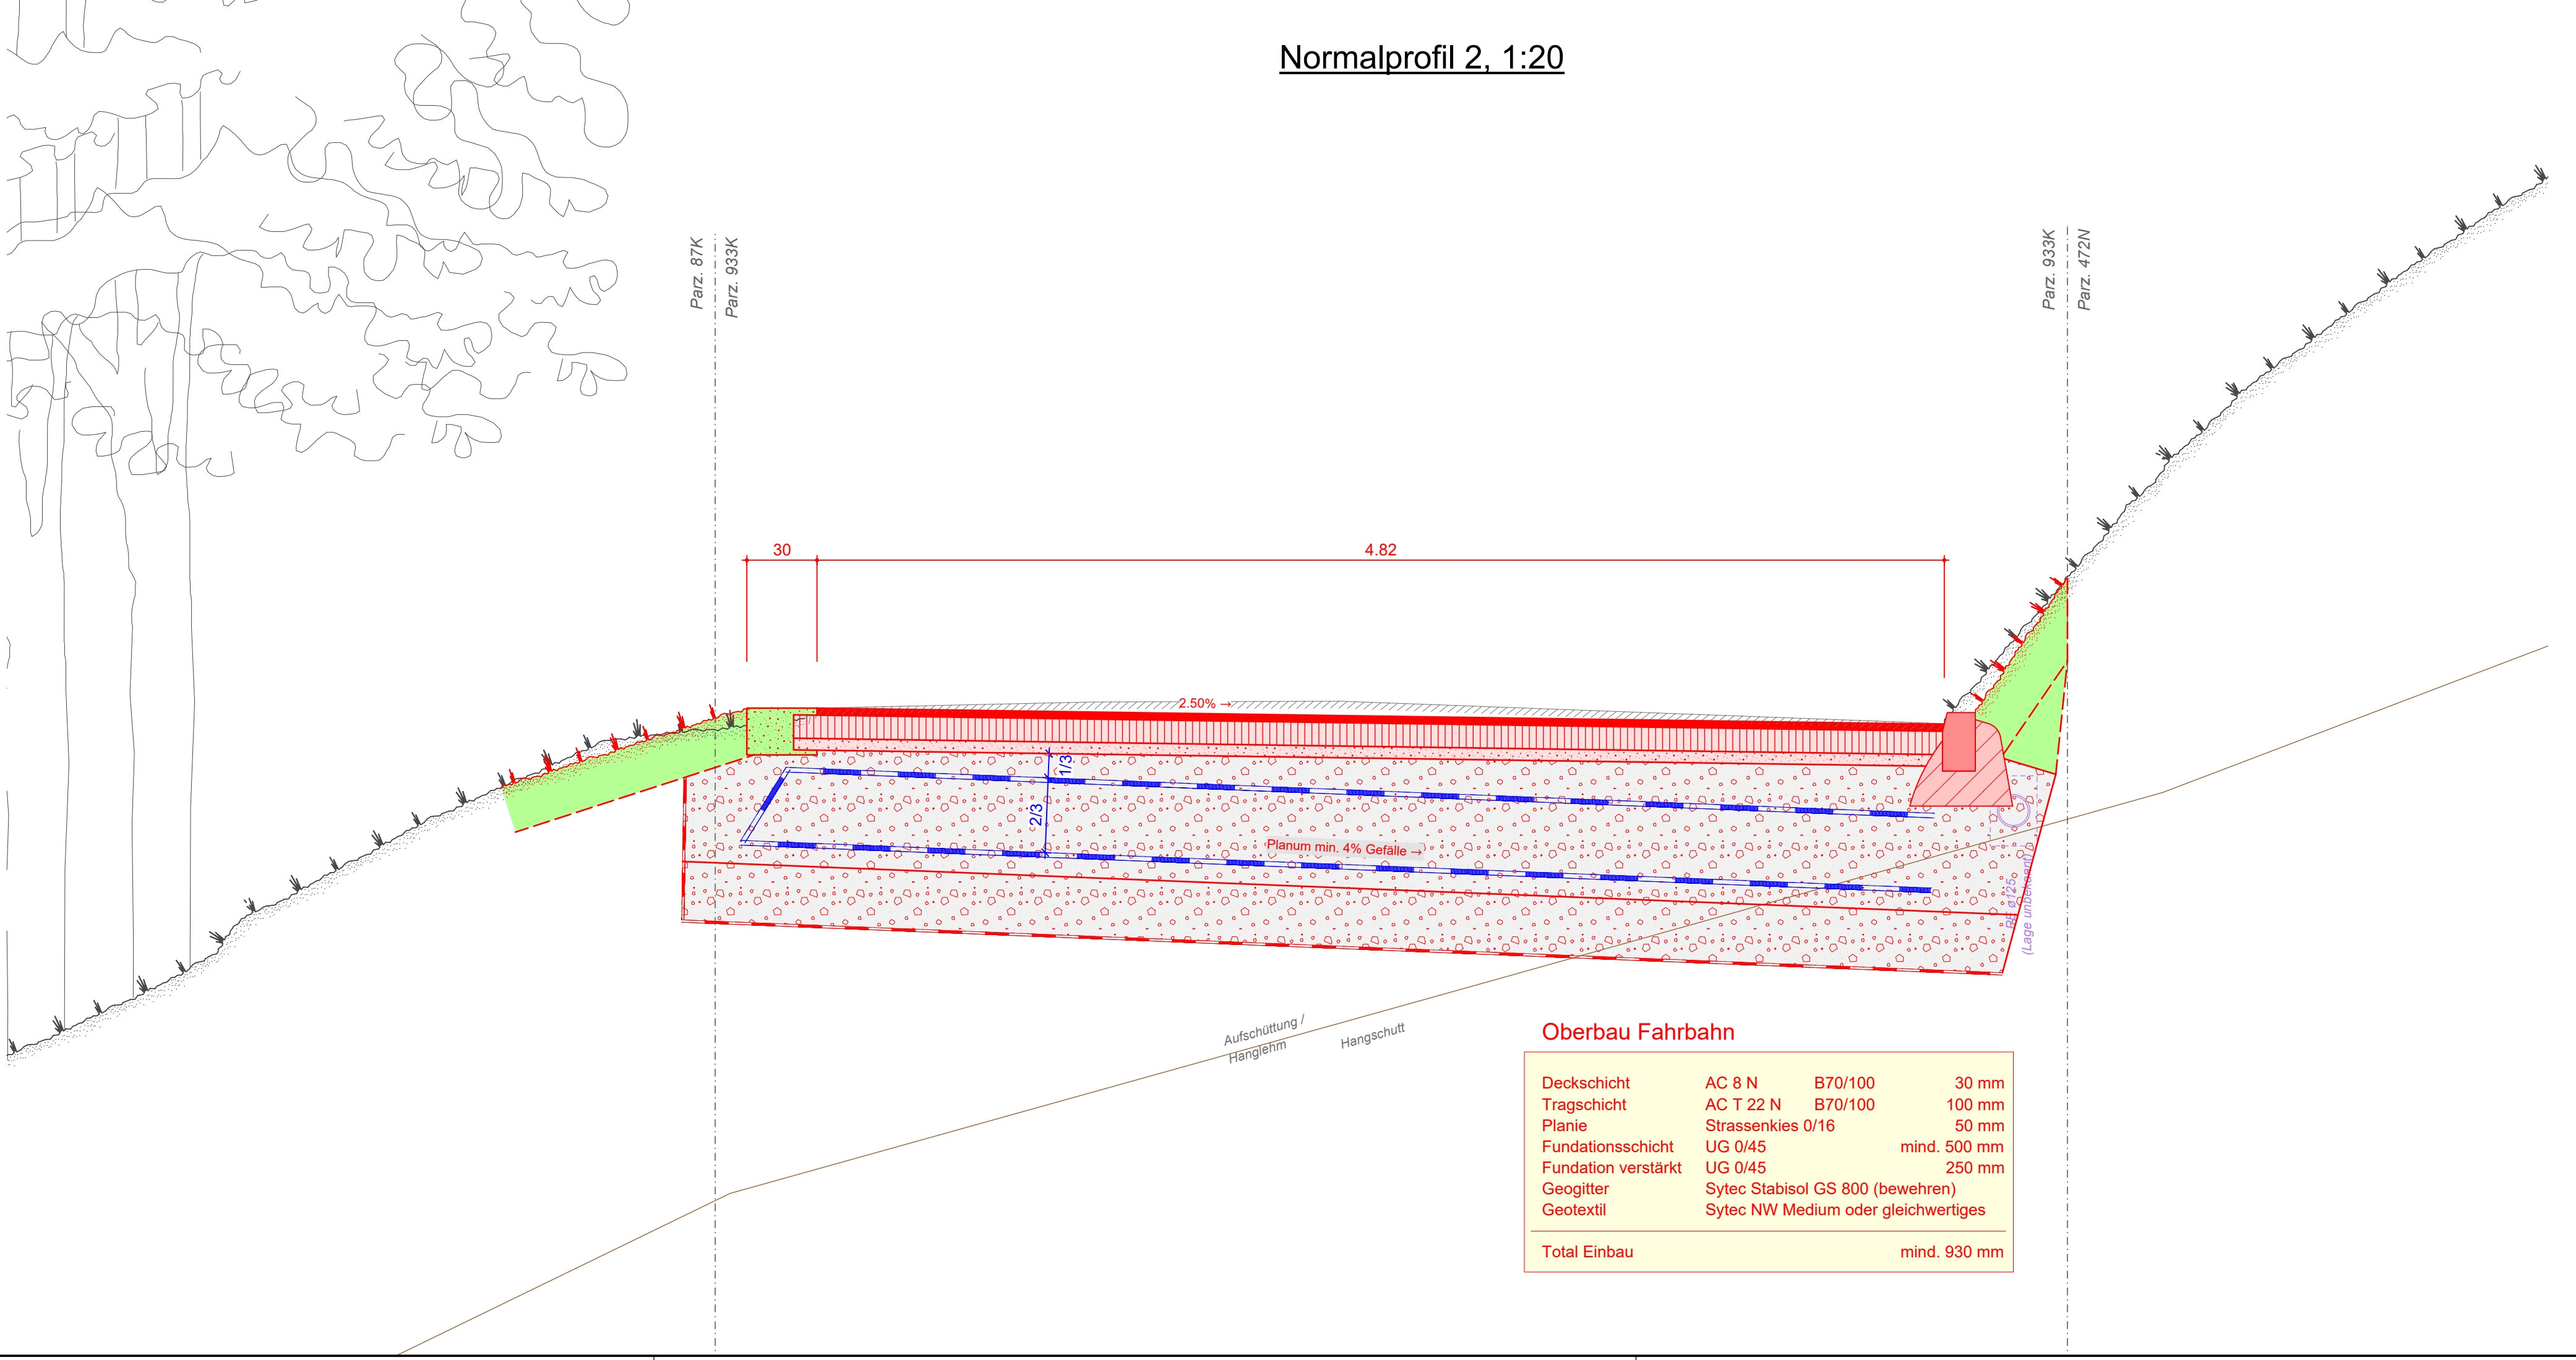 Normalprofil 2, 1:20
Parz. 87K
Parz. 933K
Parz. 933K
Parz. 472N
30
4.82
2.50% →
1/3
2/3
Planum min. 4% Gefälle →
PE ø125
(Lage unbekannt)
Aufschüttung /
Hanglehm
Hangschutt
Oberbau Fahrbahn
Deckschicht AC 8 N B70/100 30 mm
Tragschicht AC T 22 N B70/100 100 mm
Planie Strassenkies 0/16 50 mm
Fundationsschicht UG 0/45 mind. 500 mm
Fundation verstärkt UG 0/45 250 mm
Geogitter Sytec Stabisol GS 800 (bewehren)
Geotextil Sytec NW Medium oder gleichwertiges
Total Einbau mind. 930 mm